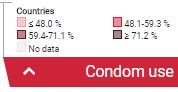 Countries
≤ 48.0 % 48.1-59.3 %
59.4-71.1 % ≥ 71.2 %
No data
Condom use